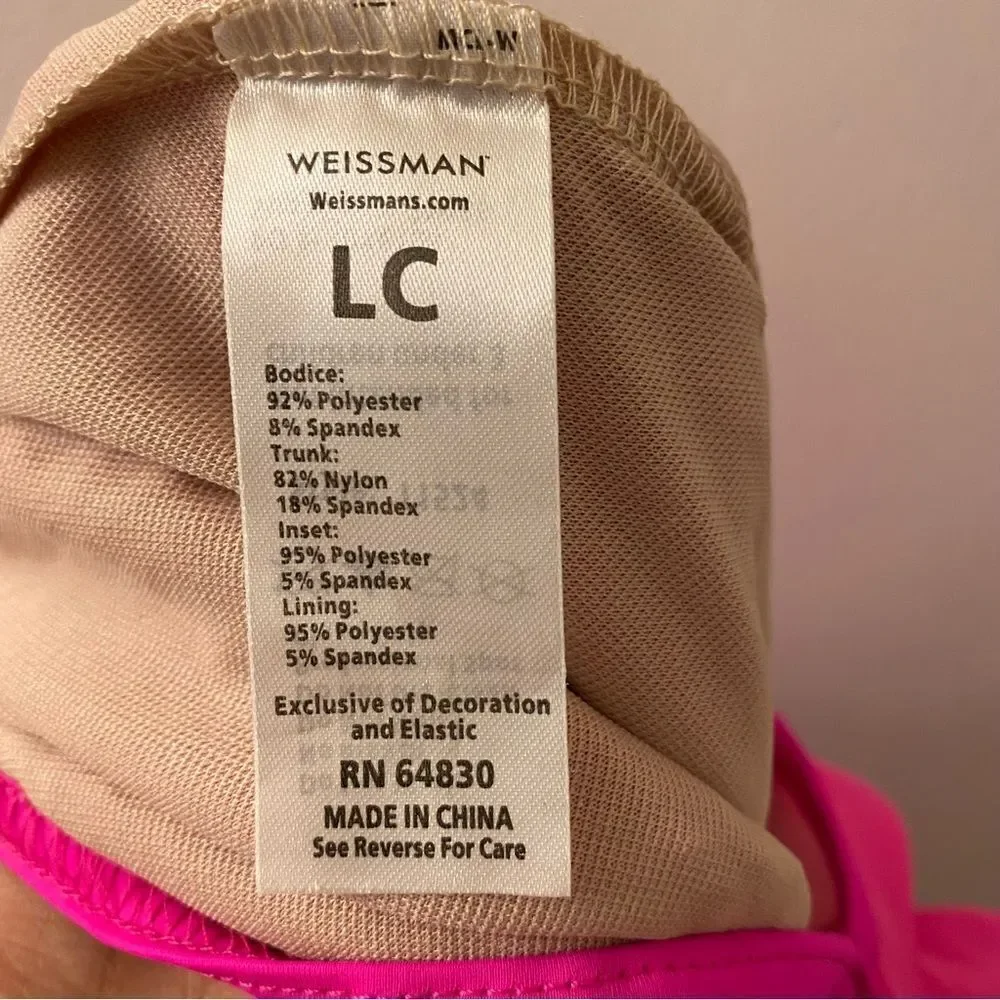 WEISSMAN
Weissmans.com
LC
Bodice:
92% Polyester
8% Spandex
Trunk:
82% Nylon
18% Spandex
Inset:
95% Polyester
5% Spandex
Lining:
95% Polyester
5% Spandex
Exclusive of Decoration
and Elastic
RN 64830
MADE IN CHINA
See Reverse For Care